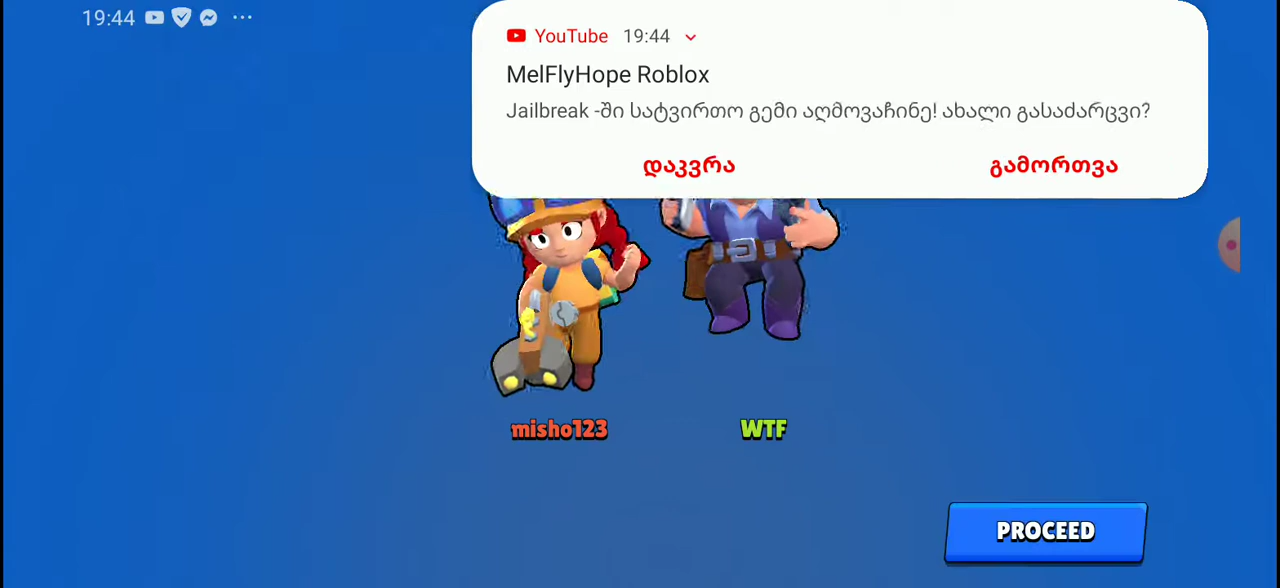 19:44
YouTube 19:44
MelFlyHope Roblox
Jailbreak -ში სატვირთო გემი აღმოვაჩინე! ახალი გასაძარცვი?
დაკვრა გამორთვა
misho123 WTF
PROCEED